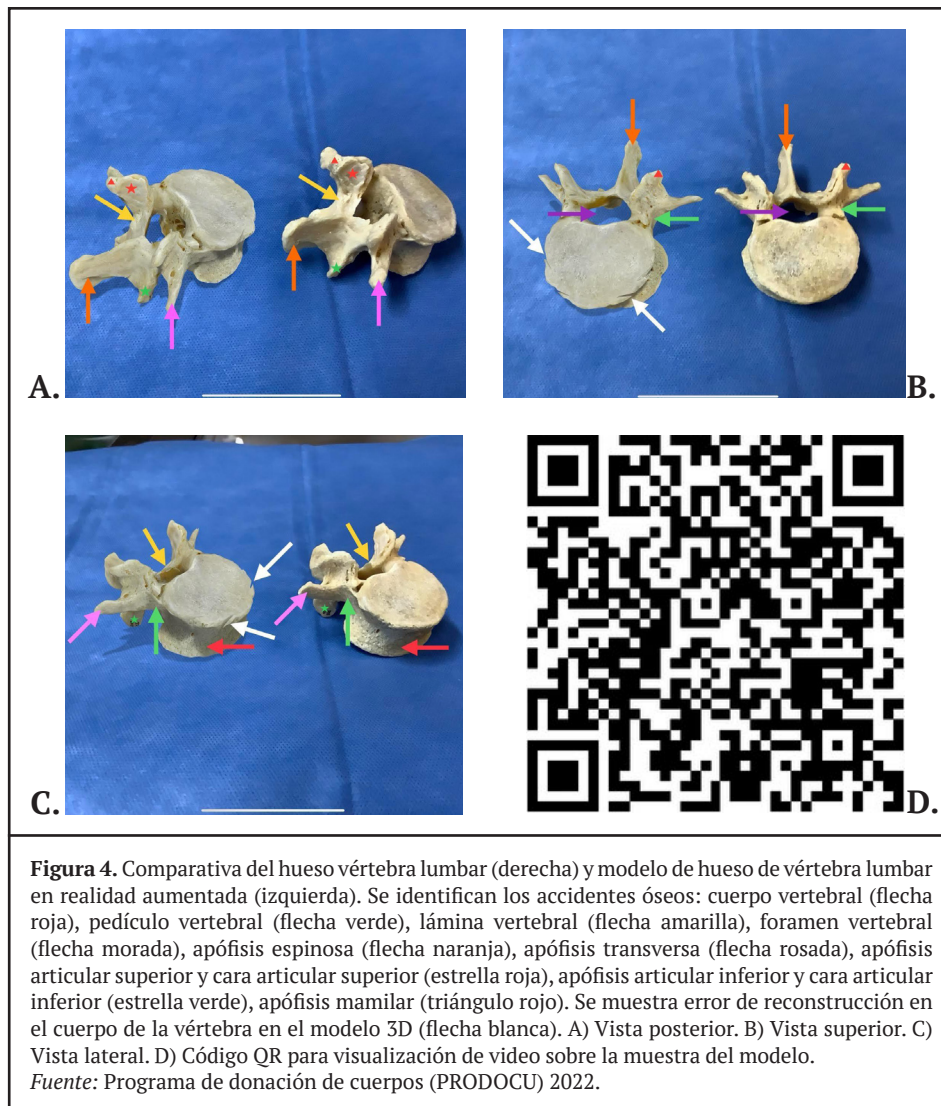 A.
B.
C.
D.
Figura 4. Comparativa del hueso vértebra lumbar (derecha) y modelo de hueso de vértebra lumbar
en realidad aumentada (izquierda). Se identifican los accidentes óseos: cuerpo vertebral (flecha
roja), pedículo vertebral (flecha verde), lámina vertebral (flecha amarilla), foramen vertebral
(flecha morada), apófisis espinosa (flecha naranja), apófisis transversa (flecha rosada), apófisis
articular superior y cara articular superior (estrella roja), apófisis articular inferior y cara articular
inferior (estrella verde), apófisis mamilar (triángulo rojo). Se muestra error de reconstrucción en
el cuerpo de la vértebra en el modelo 3D (flecha blanca). A) Vista posterior. B) Vista superior. C)
Vista lateral. D) Código QR para visualización de video sobre la muestra del modelo.
Fuente: Programa de donación de cuerpos (PRODOCU) 2022.